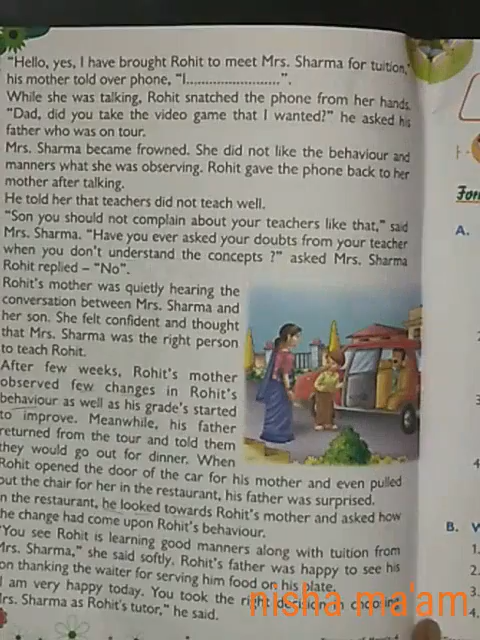 "Hello, yes, I have brought Rohit to meet Mrs. Sharma for tuition,"
his mother told over phone, "I..........................".
While she was talking, Rohit snatched the phone from her hands.
"Dad, did you take the video game that I wanted?" he asked his
father who was on tour.
Mrs. Sharma became frowned. She did not like the behaviour and
manners what she was observing. Rohit gave the phone back to her
mother after talking.
He told her that teachers did not teach well.
"Son you should not complain about your teachers like that," said
Mrs. Sharma. "Have you ever asked your doubts from your teacher
when you don't understand the concepts ?" asked Mrs. Sharma
Rohit replied – "No".
Rohit's mother was quietly hearing the
conversation between Mrs. Sharma and
her son. She felt confident and thought
that Mrs. Sharma was the right person
to teach Rohit.
After few weeks, Rohit's mother
observed few changes in Rohit's
behaviour as well as his grade's started
to improve. Meanwhile, his father
returned from the tour and told them
they would go out for dinner. When
Rohit opened the door of the car for his mother and even pulled
out the chair for her in the restaurant, his father was surprised.
In the restaurant, he looked towards Rohit's mother and asked how
the change had come upon Rohit's behaviour.
"You see Rohit is learning good manners along with tuition from
Mrs. Sharma," she said softly. Rohit's father was happy to see his
son thanking the waiter for serving him food on his plate.
I am very happy today. You took the right decision in choosing
Mrs. Sharma as Rohit's tutor," he said.
nisha ma'am
A.
B.
1.
2.
3.
4.